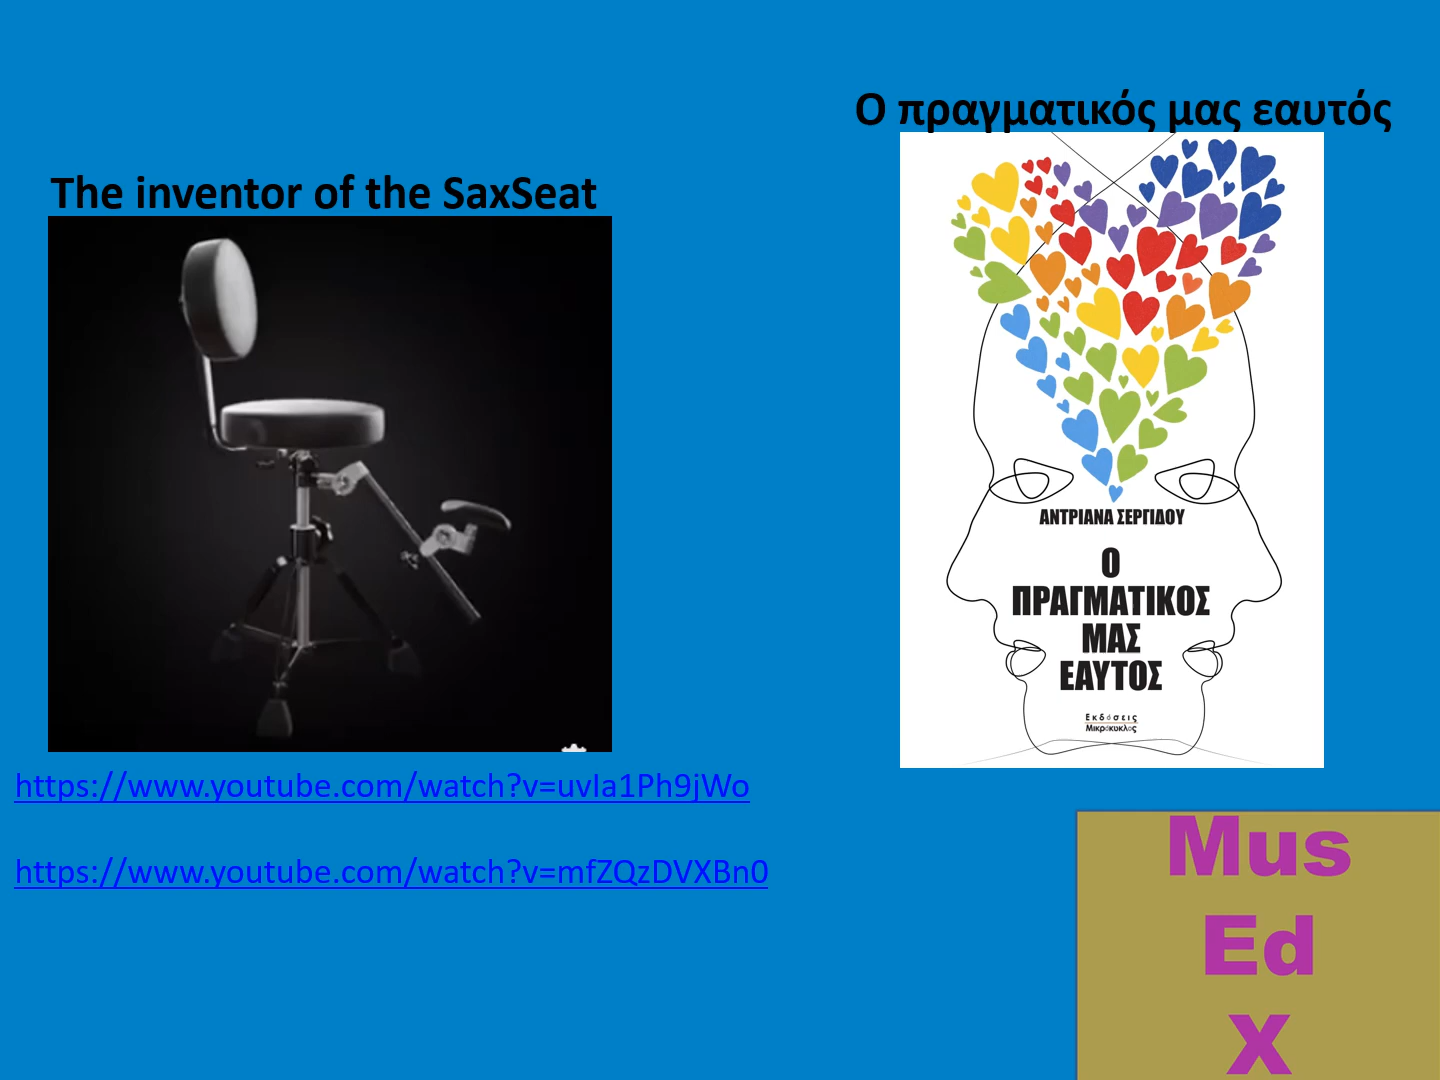 Ο πραγματικός μας εαυτός
The inventor of the SaxSeat
ΑΝΤΡΙΑΝΑ ΣΕΡΓΙΔΟΥ
Ο
ΠΡΑΓΜΑΤΙΚΟΣ
ΜΑΣ
ΕΑΥΤΟΣ
Εκδόσεις
Μικρόκυκλος
https://www.youtube.com/watch?v=uvIa1Ph9jWo
https://www.youtube.com/watch?v=mfZQzDVXBn0
Mus
Ed
X